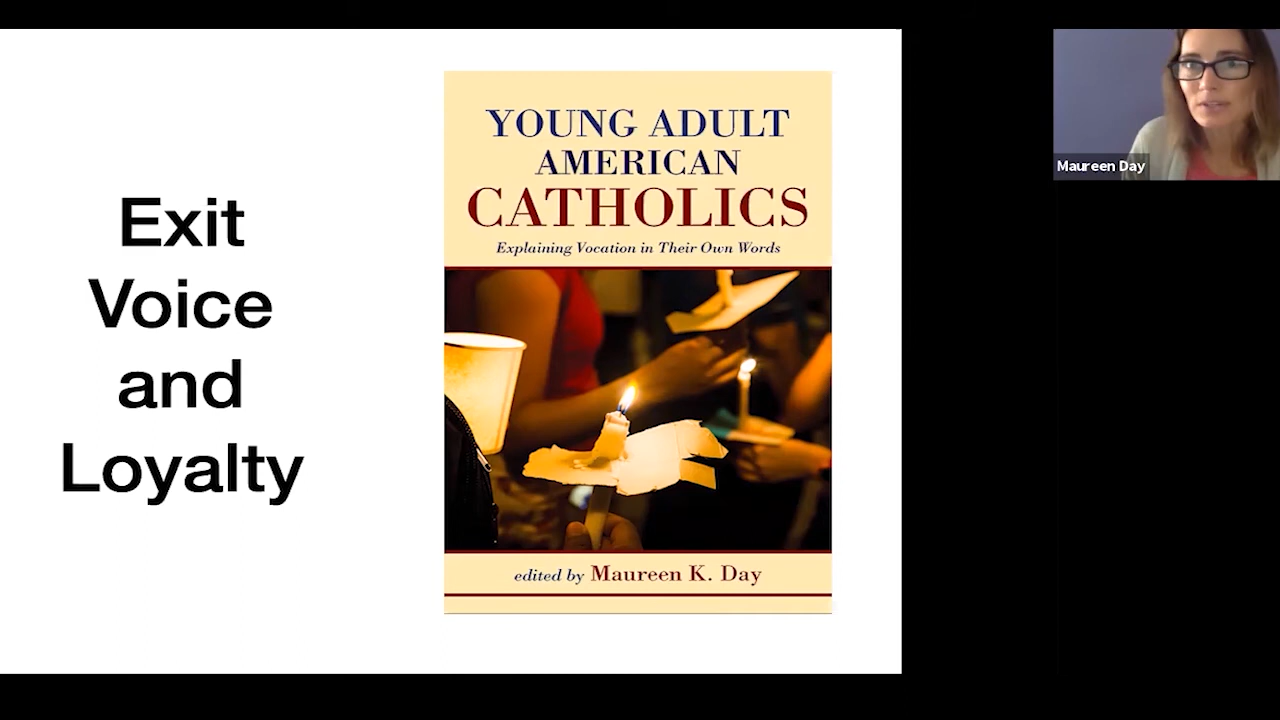 Exit
Voice
and
Loyalty
YOUNG ADULT
AMERICAN
CATHOLICS
Explaining Vocation in Their Own Words
edited by Maureen K. Day
Maureen Day